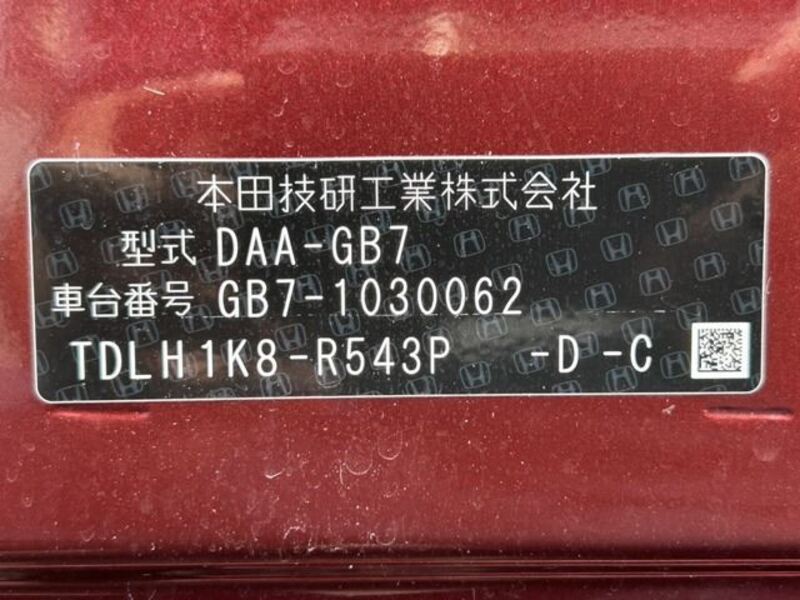 本田技研工業株式会社
型式 DAA-GB7
車台番号 GB7-1030062
TDLH1K8-R543P -D -C